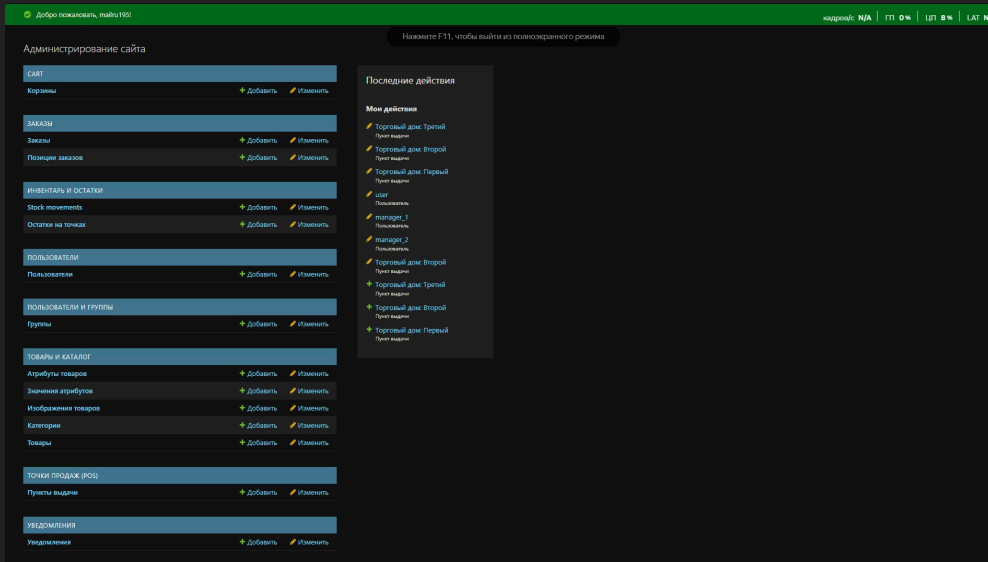 Добро пожаловать, mailru195!
кадров/с N/A | ГП 0% | ЦП 8% | LAT N
Нажмите F11, чтобы выйти из полноэкранного режима
Администрирование сайта
CART
Корзины Добавить Изменить
ЗАКАЗЫ
Заказы Добавить Изменить
Позиции заказов Добавить Изменить
ИНВЕНТАРЬ И ОСТАТКИ
Stock movements Добавить Изменить
Остатки на точках Добавить Изменить
ПОЛЬЗОВАТЕЛИ
Пользователи Добавить Изменить
ПОЛЬЗОВАТЕЛИ И ГРУППЫ
Группы Добавить Изменить
ТОВАРЫ И КАТАЛОГ
Атрибуты товаров Добавить Изменить
Значения атрибутов Добавить Изменить
Изображения товаров Добавить Изменить
Категории Добавить Изменить
Товары Добавить Изменить
ТОЧКИ ПРОДАЖ (POS)
Пункты выдачи Добавить Изменить
УВЕДОМЛЕНИЯ
Уведомления Добавить Изменить
Последние действия
Мои действия
Торговый дом: Третий
Пункт выдачи
Торговый дом: Второй
Пункт выдачи
Торговый дом: Первый
Пункт выдачи
user
Пользователь
manager_1
Пользователь
manager_2
Пользователь
Торговый дом: Второй
Пункт выдачи
Торговый дом: Третий
Пункт выдачи
Торговый дом: Второй
Пункт выдачи
Торговый дом: Первый
Пункт выдачи